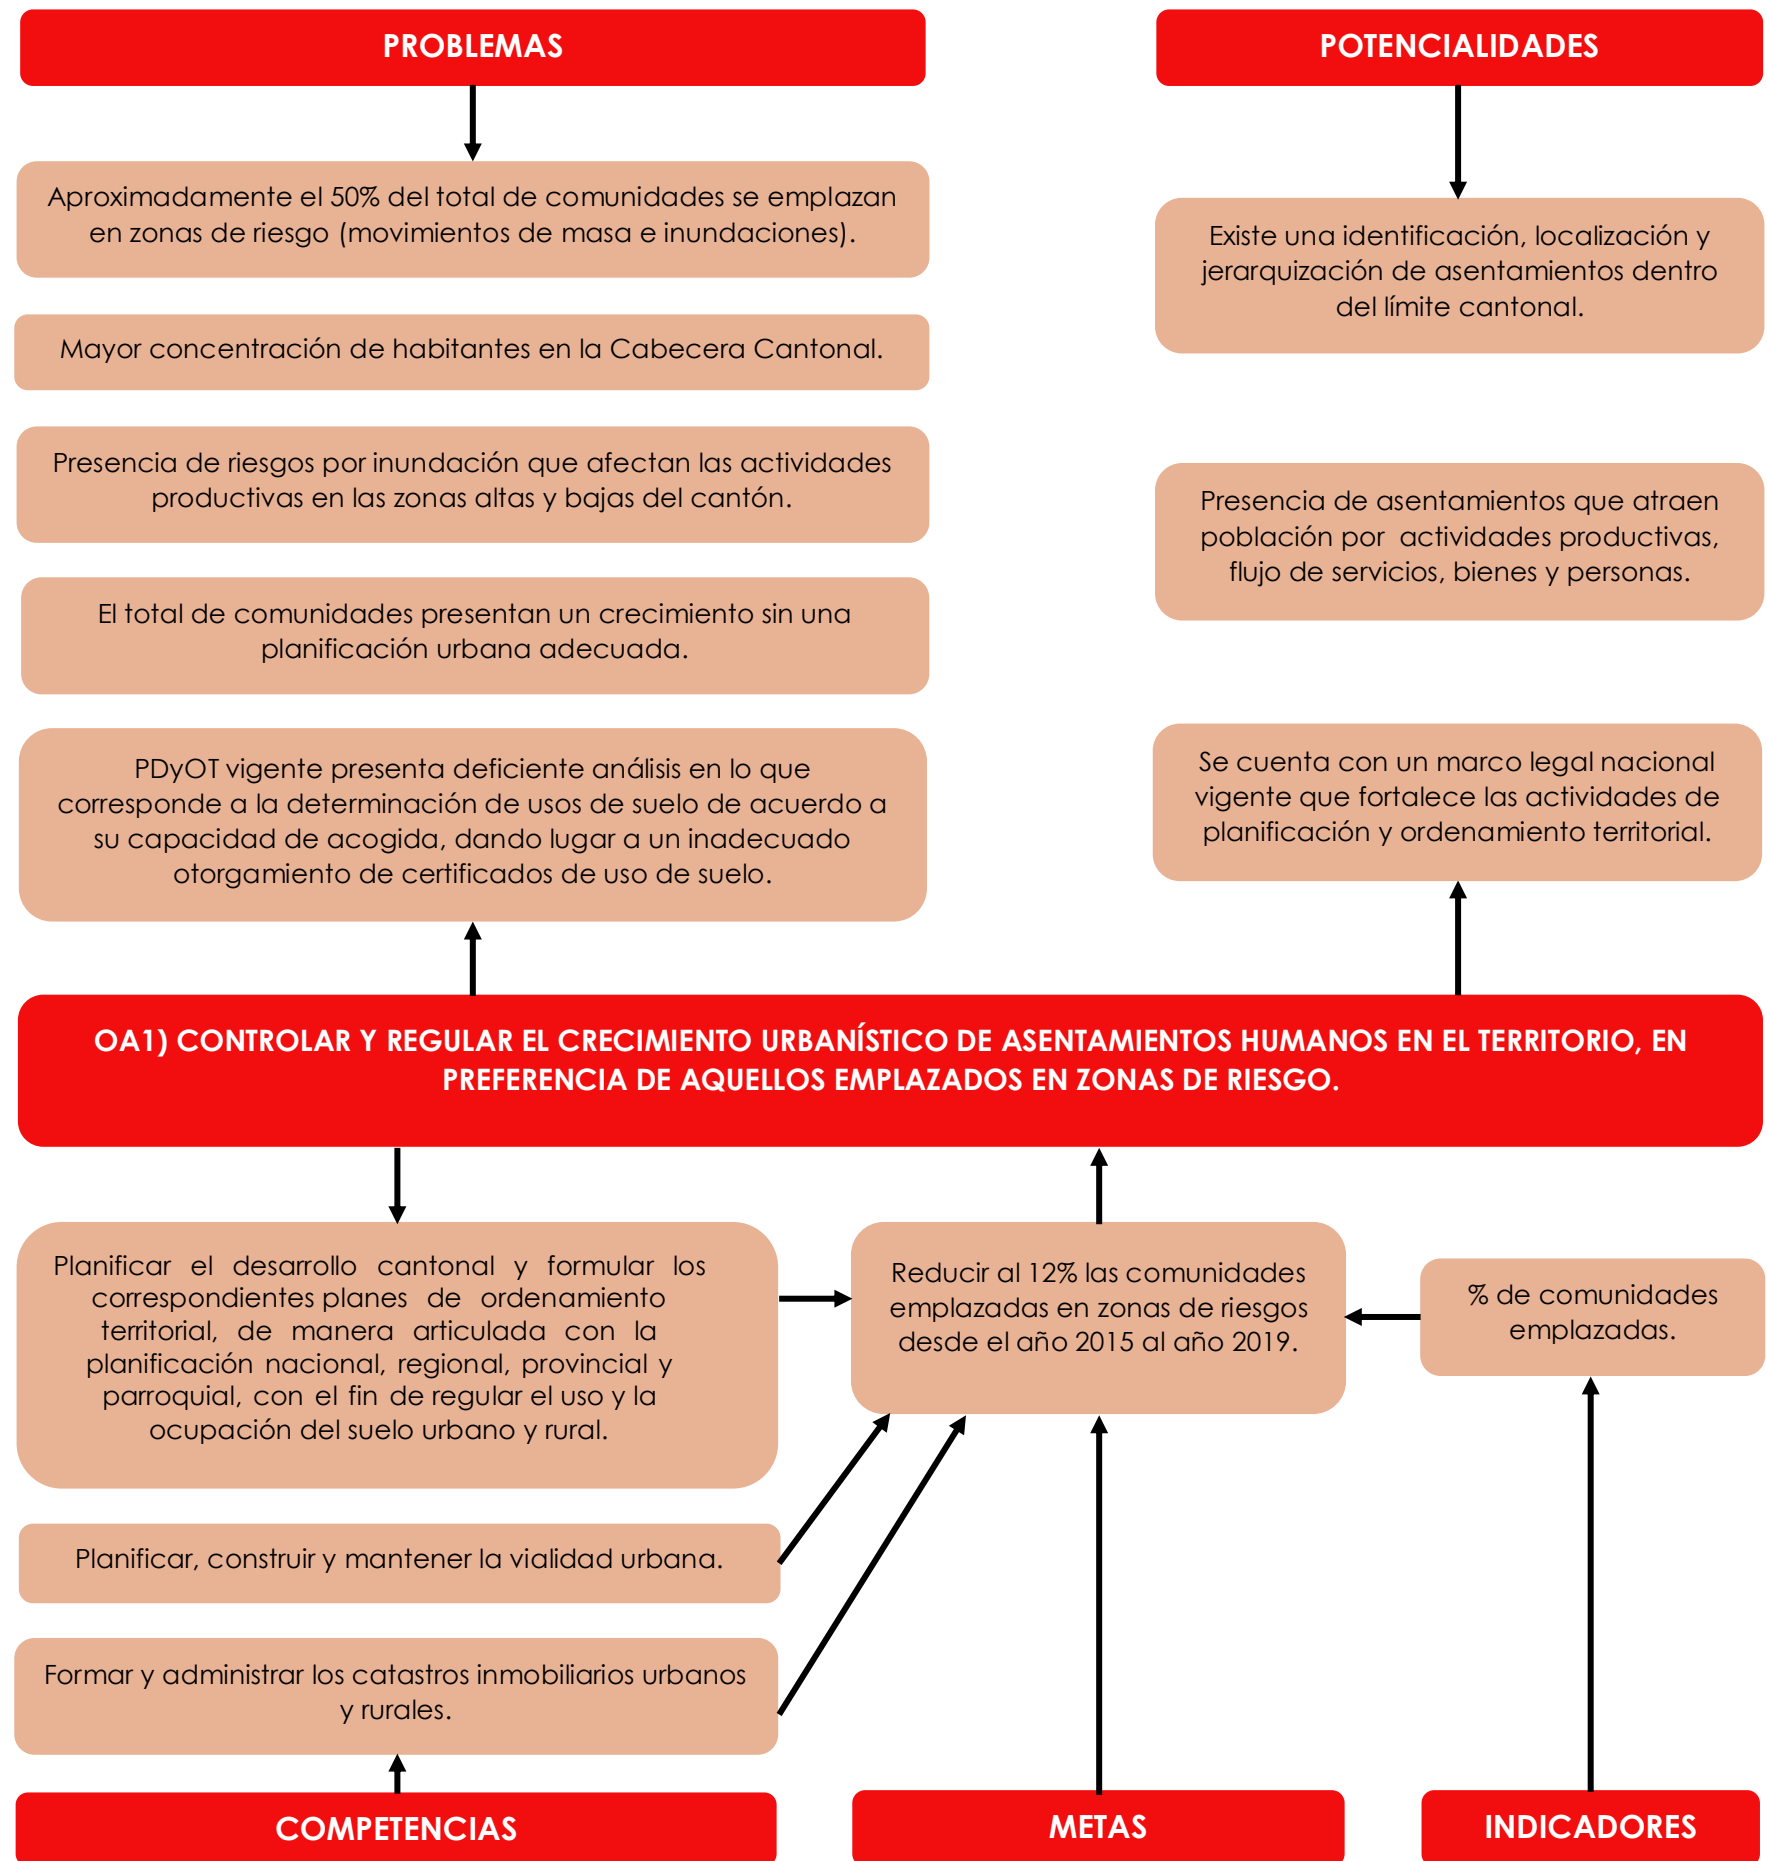 PROBLEMAS
Aproximadamente el 50% del total de comunidades se emplazan
en zonas de riesgo (movimientos de masa e inundaciones).
Mayor concentración de habitantes en la Cabecera Cantonal.
Presencia de riesgos por inundación que afectan las actividades
productivas en las zonas altas y bajas del cantón.
El total de comunidades presentan un crecimiento sin una
planificación urbana adecuada.
PDyOT vigente presenta deficiente análisis en lo que
corresponde a la determinación de usos de suelo de acuerdo a
su capacidad de acogida, dando lugar a un inadecuado
otorgamiento de certificados de uso de suelo.
POTENCIALIDADES
Existe una identificación, localización y
jerarquización de asentamientos dentro
del límite cantonal.
Presencia de asentamientos que atraen
población por actividades productivas,
flujo de servicios, bienes y personas.
Se cuenta con un marco legal nacional
vigente que fortalece las actividades de
planificación y ordenamiento territorial.
OA1) CONTROLAR Y REGULAR EL CRECIMIENTO URBANÍSTICO DE ASENTAMIENTOS HUMANOS EN EL TERRITORIO, EN
PREFERENCIA DE AQUELLOS EMPLAZADOS EN ZONAS DE RIESGO.
Planificar el desarrollo cantonal y formular los
correspondientes planes de ordenamiento
territorial, de manera articulada con la
planificación nacional, regional, provincial y
parroquial, con el fin de regular el uso y la
ocupación del suelo urbano y rural.
Planificar, construir y mantener la vialidad urbana.
Formar y administrar los catastros inmobiliarios urbanos
y rurales.
COMPETENCIAS
Reducir al 12% las comunidades
emplazadas en zonas de riesgos
desde el año 2015 al año 2019.
METAS
% de comunidades
emplazadas.
INDICADORES